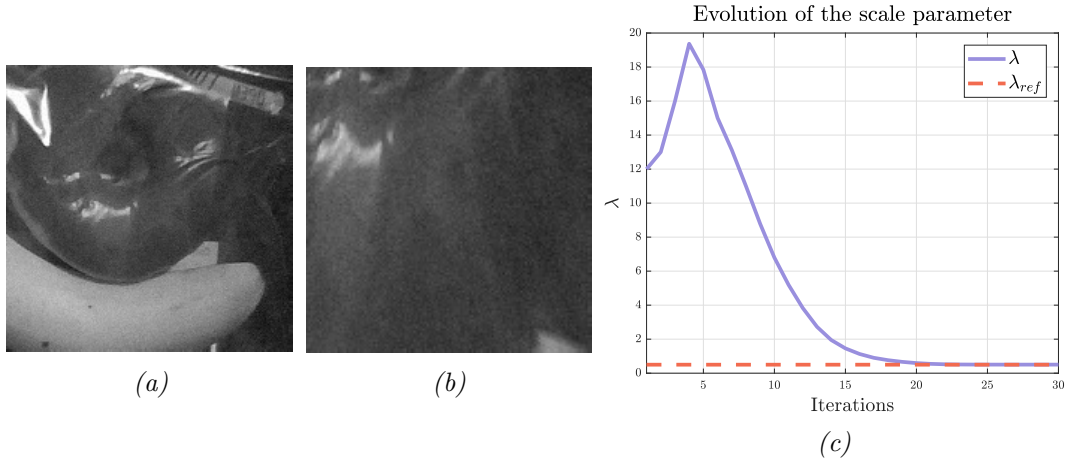 Evolution of the scale parameter
20
18
16
14
12
10
8
6
4
2
0
λ
λ
λ_ref
5 10 15 20 25 30
Iterations
(a)
(b)
(c)